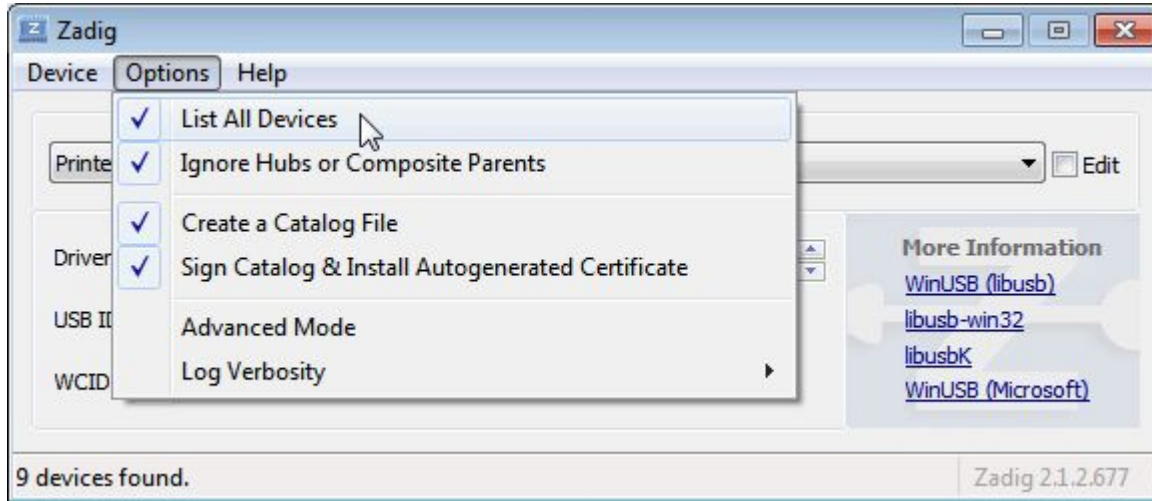 Zadig
Device Options Help
List All Devices
Ignore Hubs or Composite Parents
Create a Catalog File
Sign Catalog & Install Autogenerated Certificate
Advanced Mode
Log Verbosity
Edit
Driver
USB
WCID
More Information
WinUSB (libusb)
libusb-win32
libusbK
WinUSB (Microsoft)
9 devices found.
Zadig 2.1.2.677